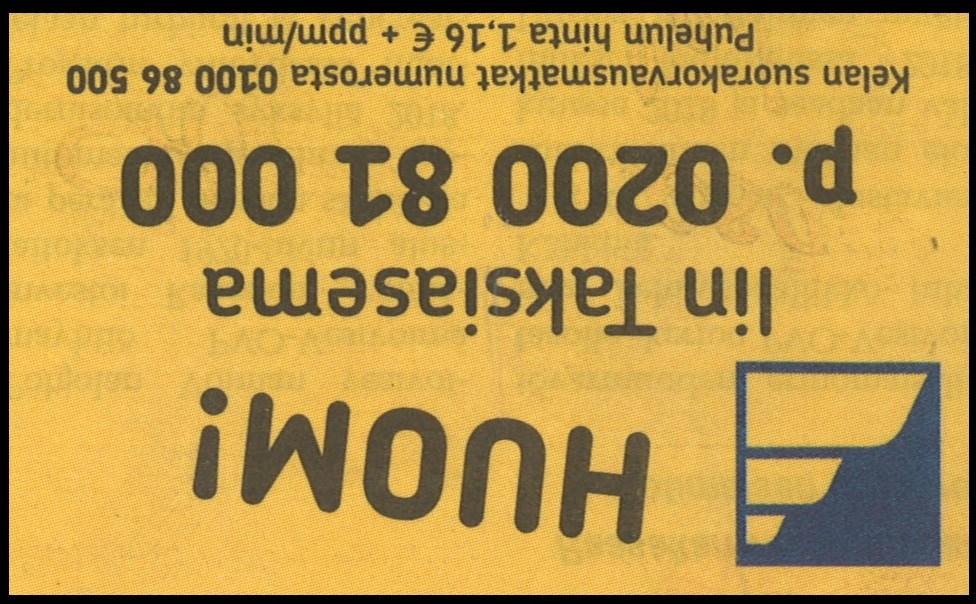 HUOM!
Iin Taksiasema
p. 0200 81 000
Kelan suorakorvausmatkat numerosta 0100 86 500
Puhelun hinta 1,16 € + ppm/min